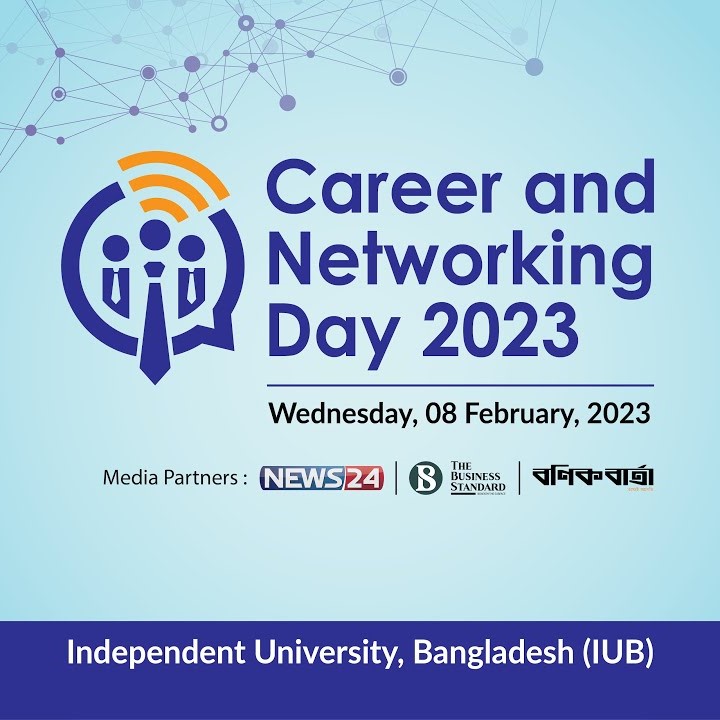 Career and
Networking
Day 2023
Wednesday, 08 February, 2023
Media Partners : NEWS24 | THE BUSINESS STANDARD | বণিক বার্তা
Independent University, Bangladesh (IUB)